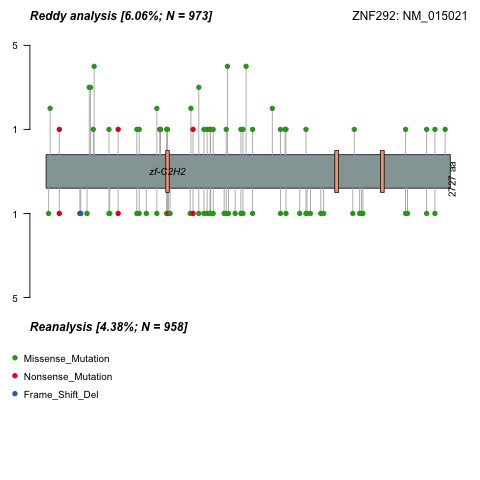 Reddy analysis [6.06%; N = 973]
ZNF292: NM_015021
5
1
zf-C2H2
2727 aa
1
5
Reanalysis [4.38%; N = 958]
Missense_Mutation
Nonsense_Mutation
Frame_Shift_Del